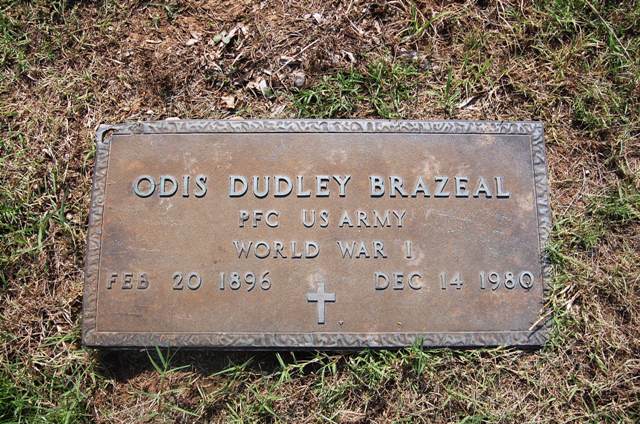 ODIS DUDLEY BRAZEAL
PFC US ARMY
WORLD WAR I
FEB 20 1896 DEC 14 1980